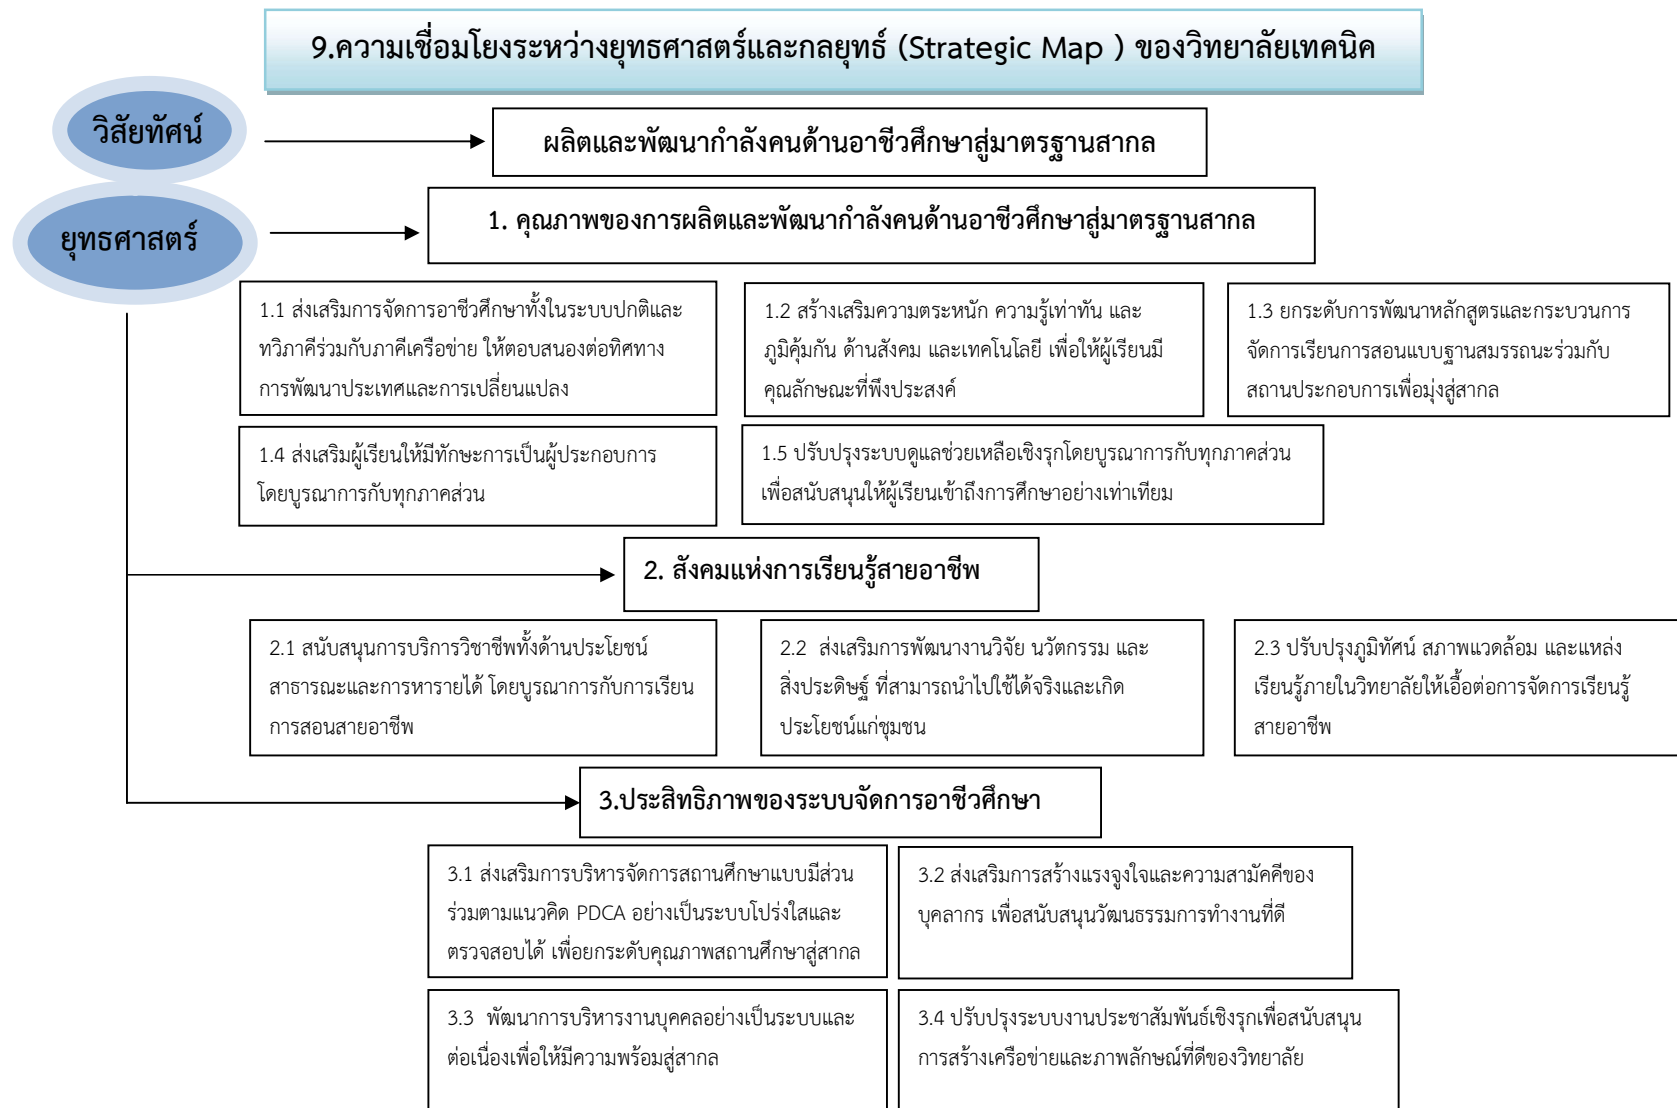 9.ความเชื่อมโยงระหว่างยุทธศาสตร์และกลยุทธ์ (Strategic Map ) ของวิทยาลัยเทคนิค
วิสัยทัศน์
ผลิตและพัฒนากำลังคนด้านอาชีวศึกษาสู่มาตรฐานสากล
ยุทธศาสตร์
1. คุณภาพของการผลิตและพัฒนากำลังคนด้านอาชีวศึกษาสู่มาตรฐานสากล
1.1 ส่งเสริมการจัดการอาชีวศึกษาทั้งในระบบปกติและ
ทวิภาคีร่วมกับภาคีเครือข่าย ให้ตอบสนองต่อทิศทาง
การพัฒนาประเทศและการเปลี่ยนแปลง
1.2 สร้างเสริมความตระหนัก ความรู้เท่าทัน และ
ภูมิคุ้มกัน ด้านสังคม และเทคโนโลยี เพื่อให้ผู้เรียนมี
คุณลักษณะที่พึงประสงค์
1.3 ยกระดับการพัฒนาหลักสูตรและกระบวนการ
จัดการเรียนการสอนแบบฐานสมรรถนะร่วมกับ
สถานประกอบการเพื่อมุ่งสู่สากล
1.4 ส่งเสริมผู้เรียนให้มีทักษะการเป็นผู้ประกอบการ
โดยบูรณาการกับทุกภาคส่วน
1.5 ปรับปรุงระบบดูแลช่วยเหลือเชิงรุกโดยบูรณาการกับทุกภาคส่วน
เพื่อสนับสนุนให้ผู้เรียนเข้าถึงการศึกษาอย่างเท่าเทียม
2. สังคมแห่งการเรียนรู้สายอาชีพ
2.1 สนับสนุนการบริการวิชาชีพทั้งด้านประโยชน์
สาธารณะและการหารายได้ โดยบูรณาการกับการเรียน
การสอนสายอาชีพ
2.2  ส่งเสริมการพัฒนางานวิจัย นวัตกรรม และ
สิ่งประดิษฐ์ ที่สามารถนำไปใช้ได้จริงและเกิด
ประโยชน์แก่ชุมชน
2.3 ปรับปรุงภูมิทัศน์ สภาพแวดล้อม และแหล่ง
เรียนรู้ภายในวิทยาลัยให้เอื้อต่อการจัดการเรียนรู้
สายอาชีพ
3.ประสิทธิภาพของระบบจัดการอาชีวศึกษา
3.1 ส่งเสริมการบริหารจัดการสถานศึกษาแบบมีส่วน
ร่วมตามแนวคิด PDCA อย่างเป็นระบบโปร่งใสและ
ตรวจสอบได้ เพื่อยกระดับคุณภาพสถานศึกษาสู่สากล
3.2 ส่งเสริมการสร้างแรงจูงใจและความสามัคคีของ
บุคลากร เพื่อสนับสนุนวัฒนธรรมการทำงานที่ดี
3.3  พัฒนาการบริหารงานบุคคลอย่างเป็นระบบและ
ต่อเนื่องเพื่อให้มีความพร้อมสู่สากล
3.4 ปรับปรุงระบบงานประชาสัมพันธ์เชิงรุกเพื่อสนับสนุน
การสร้างเครือข่ายและภาพลักษณ์ที่ดีของวิทยาลัย